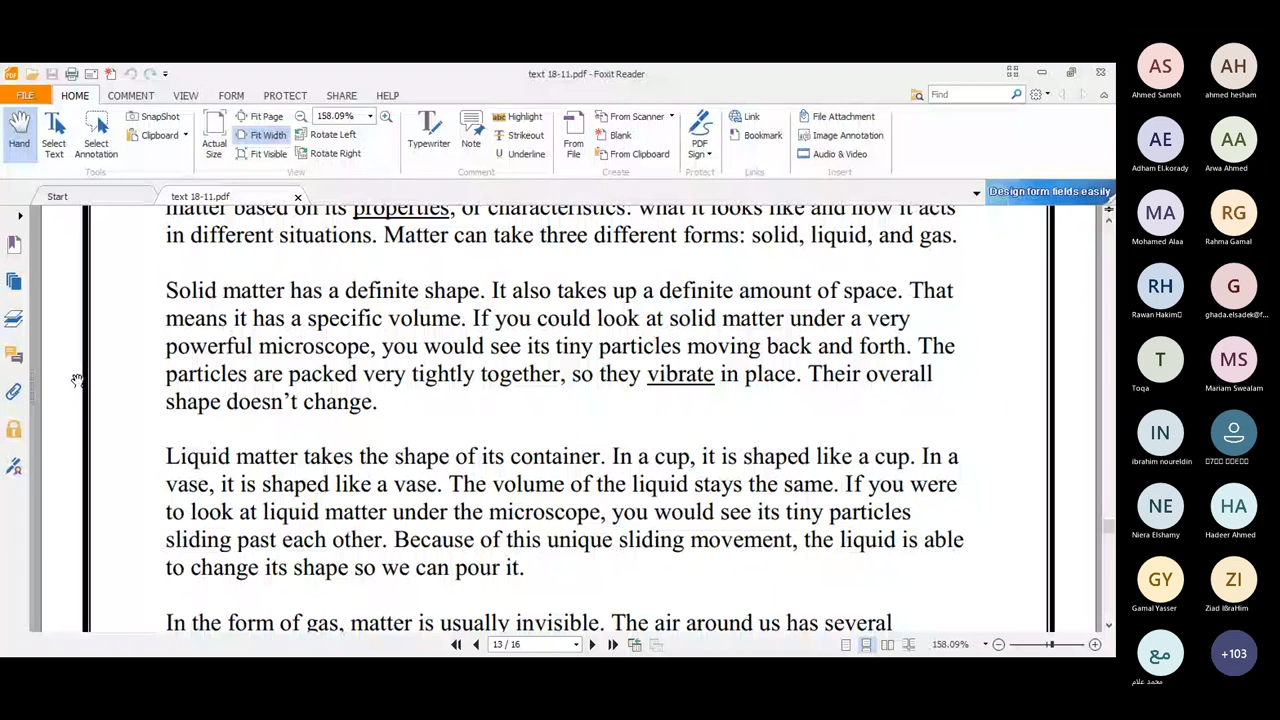 text 18-11.pdf - Foxit Reader
FILE HOME COMMENT VIEW FORM PROTECT SHARE HELP
Find
Hand
Select Text
Select Annotation
SnapShot
Clipboard
Tools
Actual Size
Fit Page
Fit Width
Fit Visible
158.09%
Rotate Left
Rotate Right
View
Typewriter
Note
Highlight
Strikeout
Underline
Comment
From File
From Scanner
Blank
From Clipboard
Create
PDF Sign
Protect
Link
Bookmark
Links
File Attachment
Image Annotation
Audio & Video
Insert
Start
text 18-11.pdf
Design form fields easily
matter based on its properties, or characteristics: what it looks like and how it acts
in different situations. Matter can take three different forms: solid, liquid, and gas.
Solid matter has a definite shape. It also takes up a definite amount of space. That
means it has a specific volume. If you could look at solid matter under a very
powerful microscope, you would see its tiny particles moving back and forth. The
particles are packed very tightly together, so they vibrate in place. Their overall
shape doesn't change.
Liquid matter takes the shape of its container. In a cup, it is shaped like a cup. In a
vase, it is shaped like a vase. The volume of the liquid stays the same. If you were
to look at liquid matter under the microscope, you would see its tiny particles
sliding past each other. Because of this unique sliding movement, the liquid is able
to change its shape so we can pour it.
In the form of gas, matter is usually invisible. The air around us has several
13 / 16
158.09%
AS AH
Ahmed Sameh ahmed hesham
AE AA
Adham El.korady Arwa Ahmed
MA RG
Mohamed Alaa Rahma Gamal
RH G
Rawan Hakim ghada.elsadek@f...
T MS
Toqa Mariam Swealam
IN
ibrahim noureldin
NE HA
Niera Elshamy Hadeer Ahmed
GY ZI
Gamal Yasser Ziad IBraHim
مع +103
محمد علام